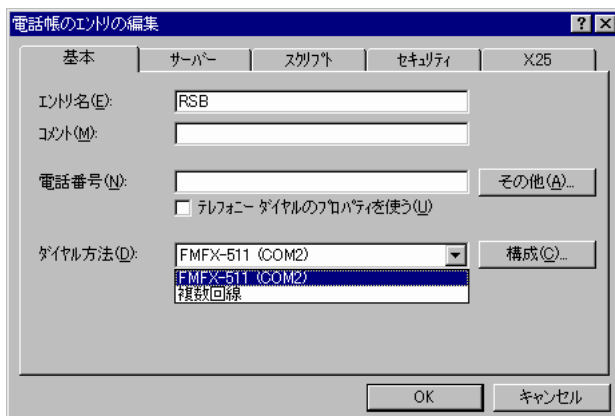 電話帳のエントリの編集
基本 サーバー スクリプト セキュリティ X.25
エントリ名(E): RSB
コメント(M):
電話番号(N): その他(A)...
テレフォニー ダイヤルのプロパティを使う(U)
ダイヤル方法(D): FMFX-511 (COM2) 構成(C)...
FMFX-511 (COM2)
複数回線
OK キャンセル